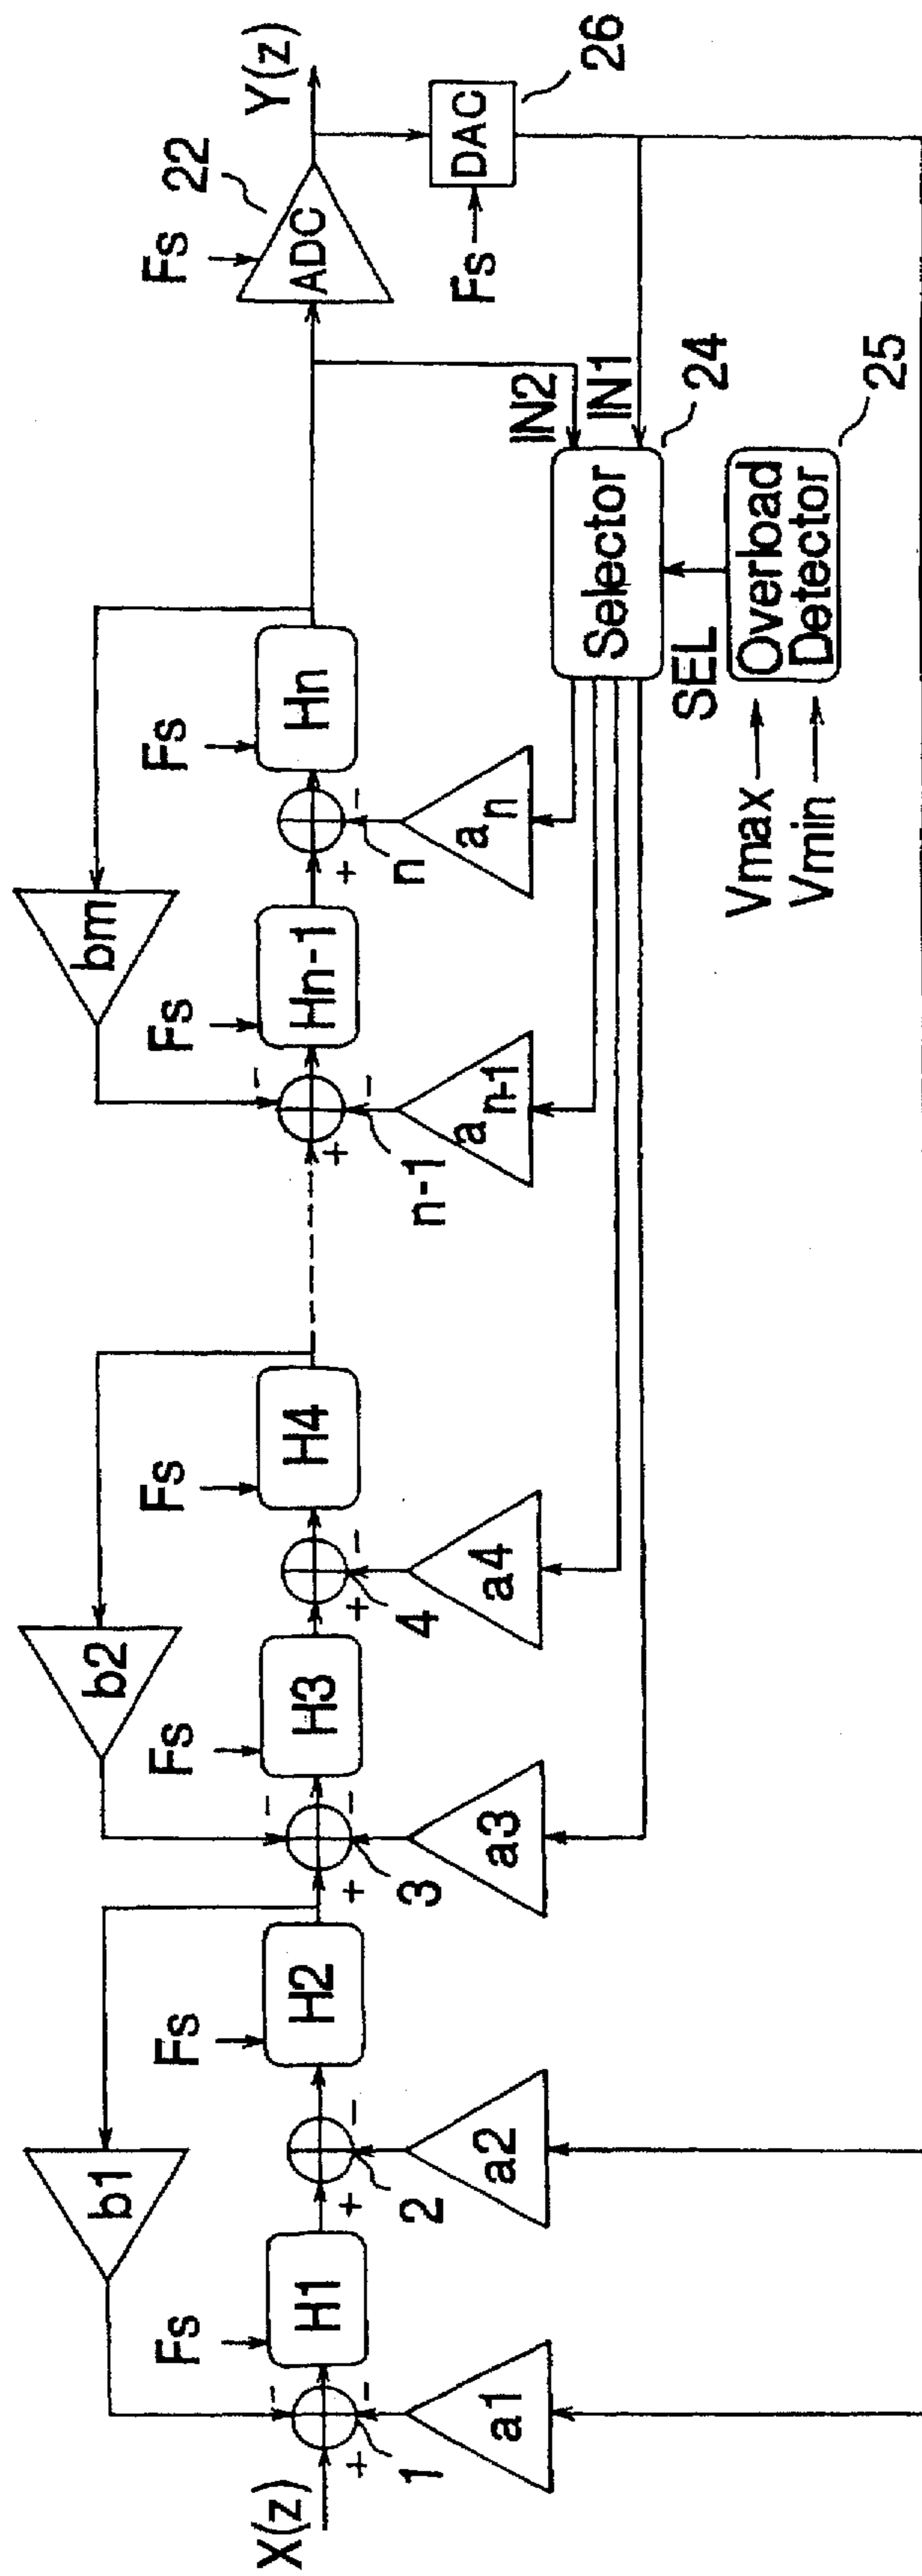 b1
b2
bm
X(z)
+
-
-
1
Fs
H1
+
-
2
Fs
H2
+
-
-
3
Fs
H3
+
-
4
Fs
H4
+
-
-
n-1
Fs
Hn-1
+
-
n
Fs
Hn
Fs
22
ADC
Y(z)
a1
a2
a3
a4
an-1
an
Fs
DAC
26
IN2
IN1
Selector
24
SEL
Vmax
Vmin
Overload
Detector
25